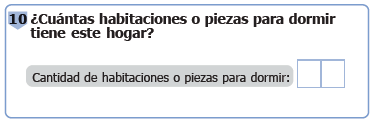 10 ¿Cuántas habitaciones o piezas para dormir
tiene este hogar?
Cantidad de habitaciones o piezas para dormir: